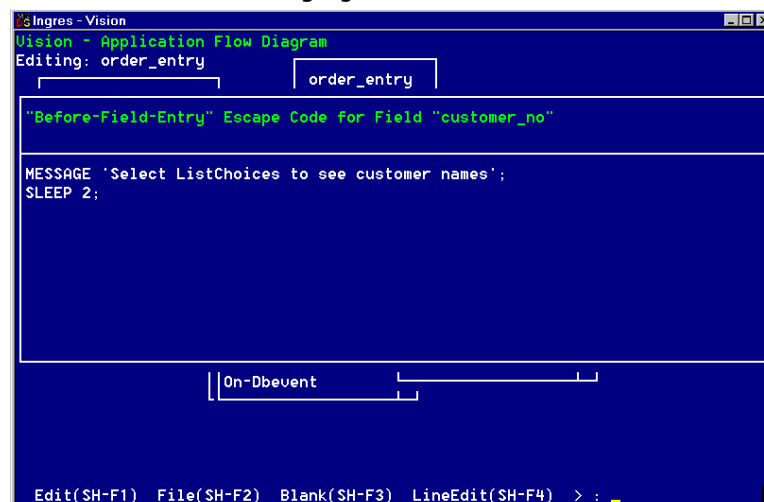 Ingres - Vision
Vision - Application Flow Diagram
Editing: order_entry
order_entry
"Before-Field-Entry" Escape Code for Field "customer_no"
MESSAGE 'Select ListChoices to see customer names';
SLEEP 2;
On-Dbevent
Edit(SH-F1) File(SH-F2) Blank(SH-F3) LineEdit(SH-F4) > : _